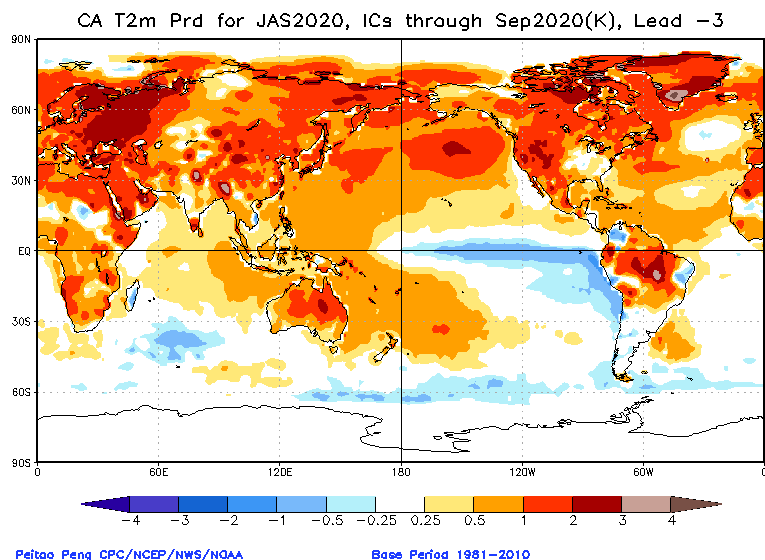 CA T2m Prd for JAS2020, ICs through Sep2020(K), Lead -3
90N
60N
30N
EQ
30S
60S
90S
0 60E 120E 180 120W 60W 0
-4 -3 -2 -1 -0.5 -0.25 0.25 0.5 1 2 3 4
Peitao Peng CPC/NCEP/NWS/NOAA Base Period 1981-2010